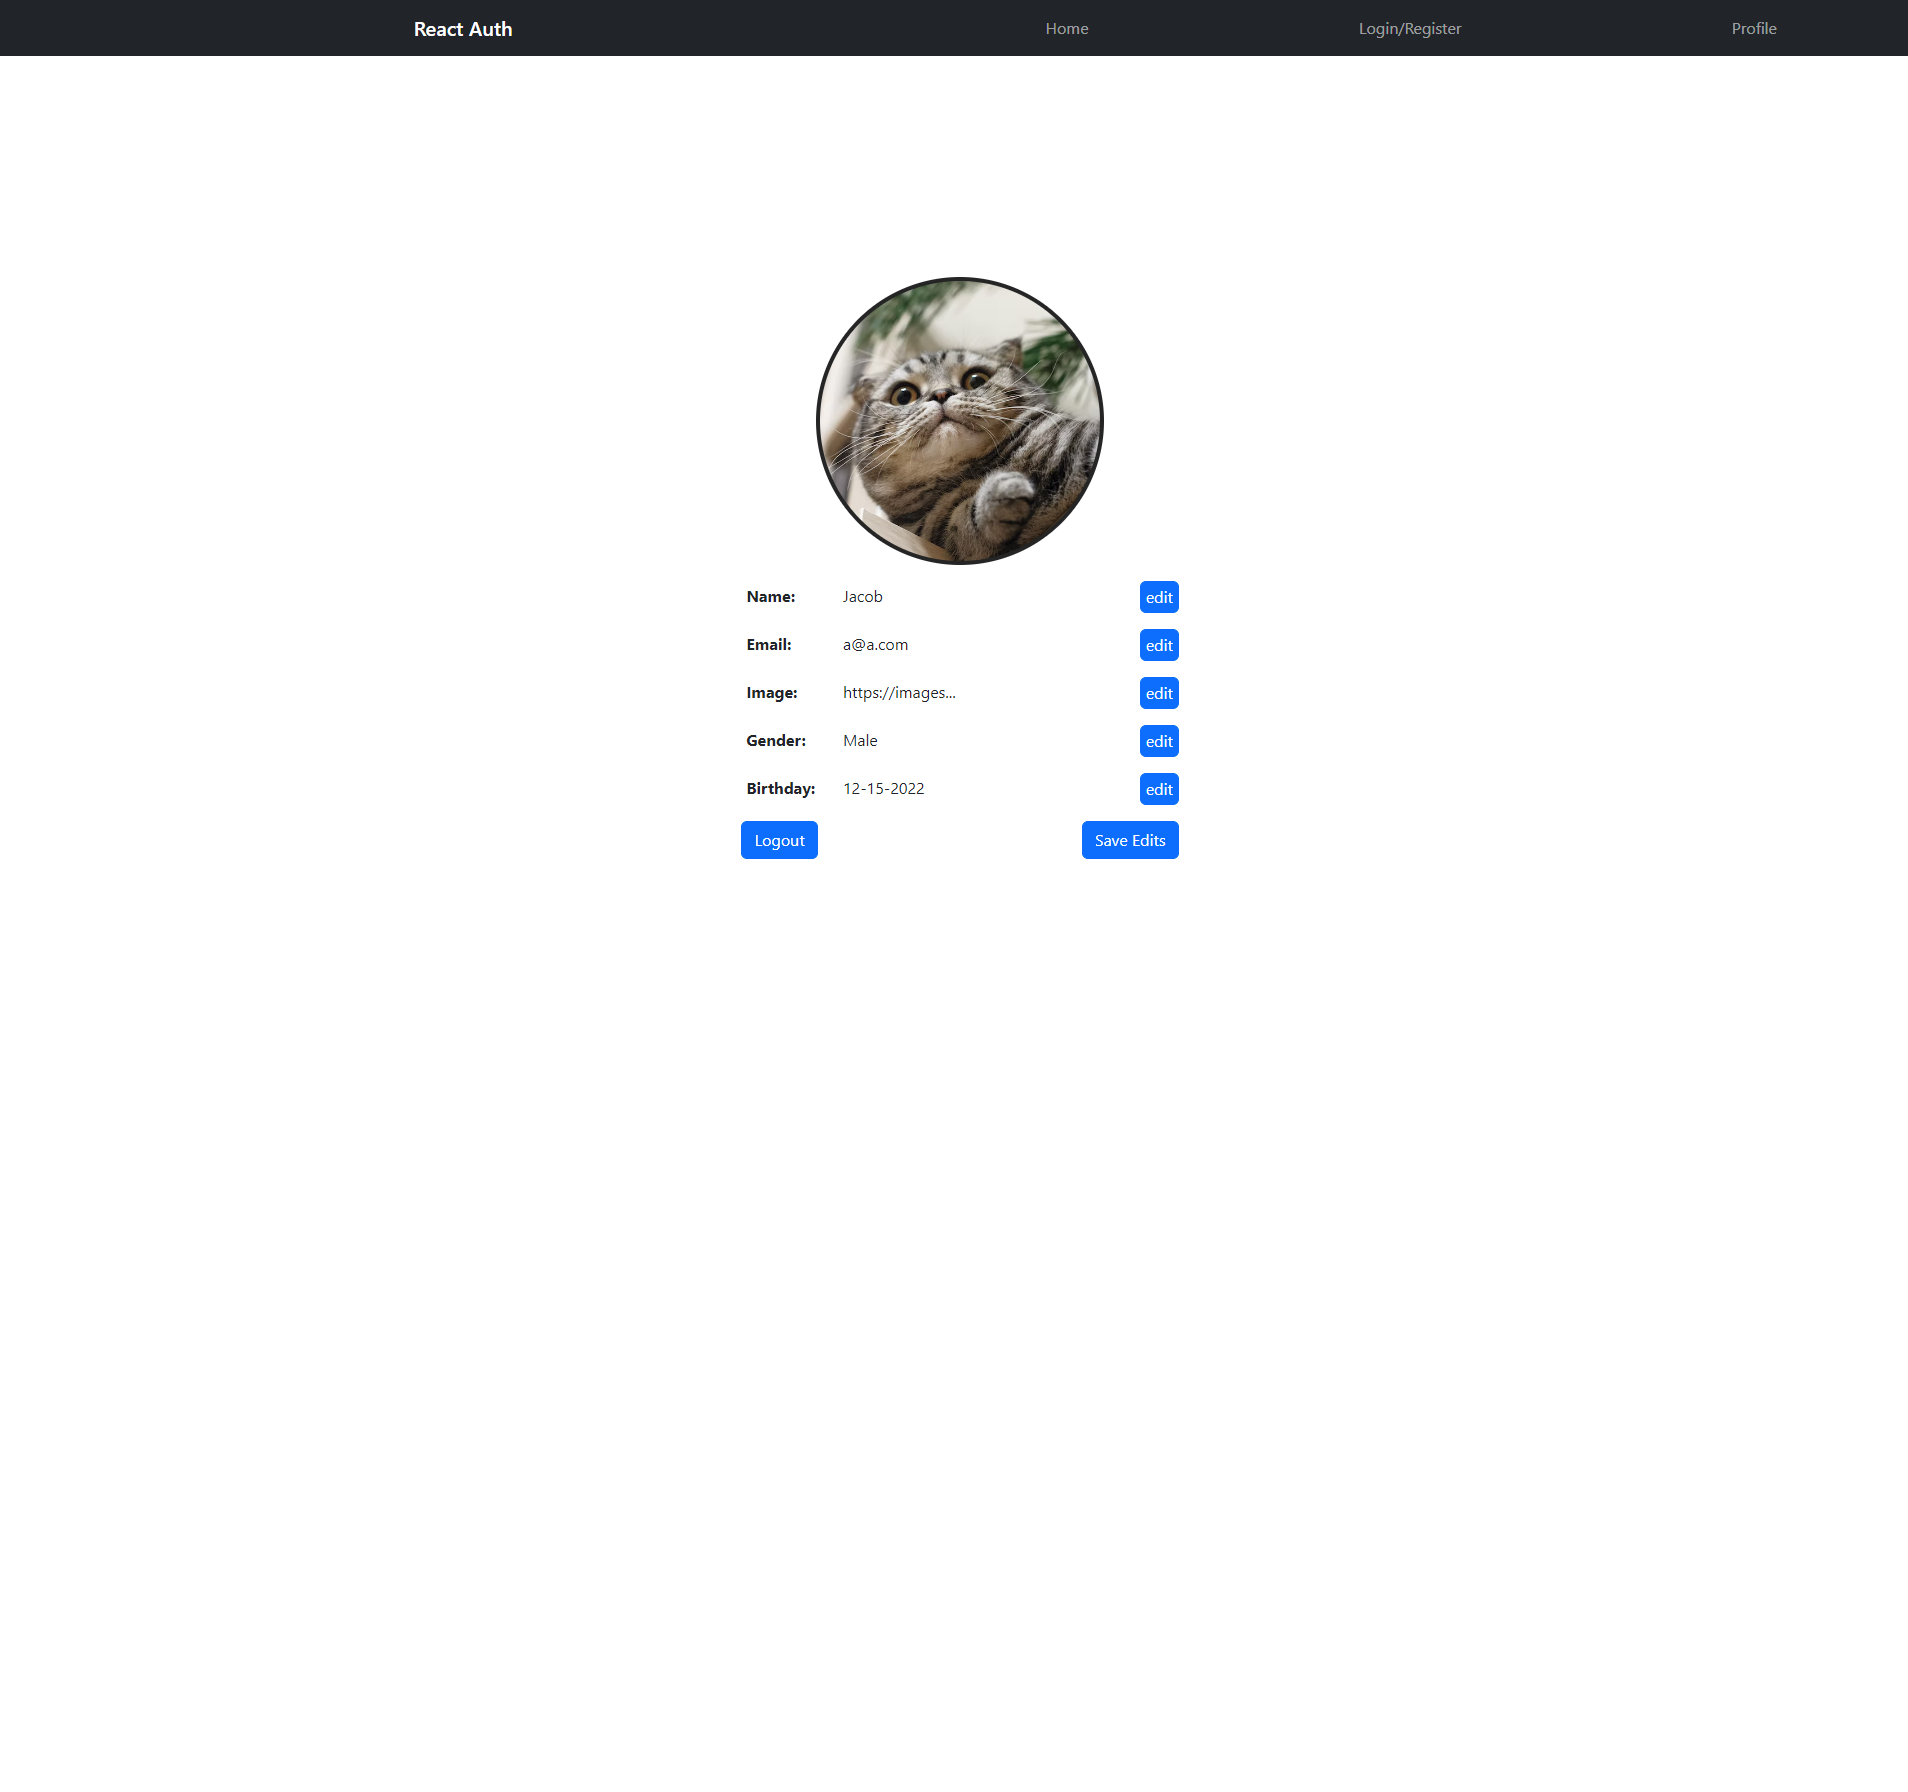 React Auth Home Login/Register Profile
Name: Jacob edit
Email: a@a.com edit
Image: https://images... edit
Gender: Male edit
Birthday: 12-15-2022 edit
Logout Save Edits